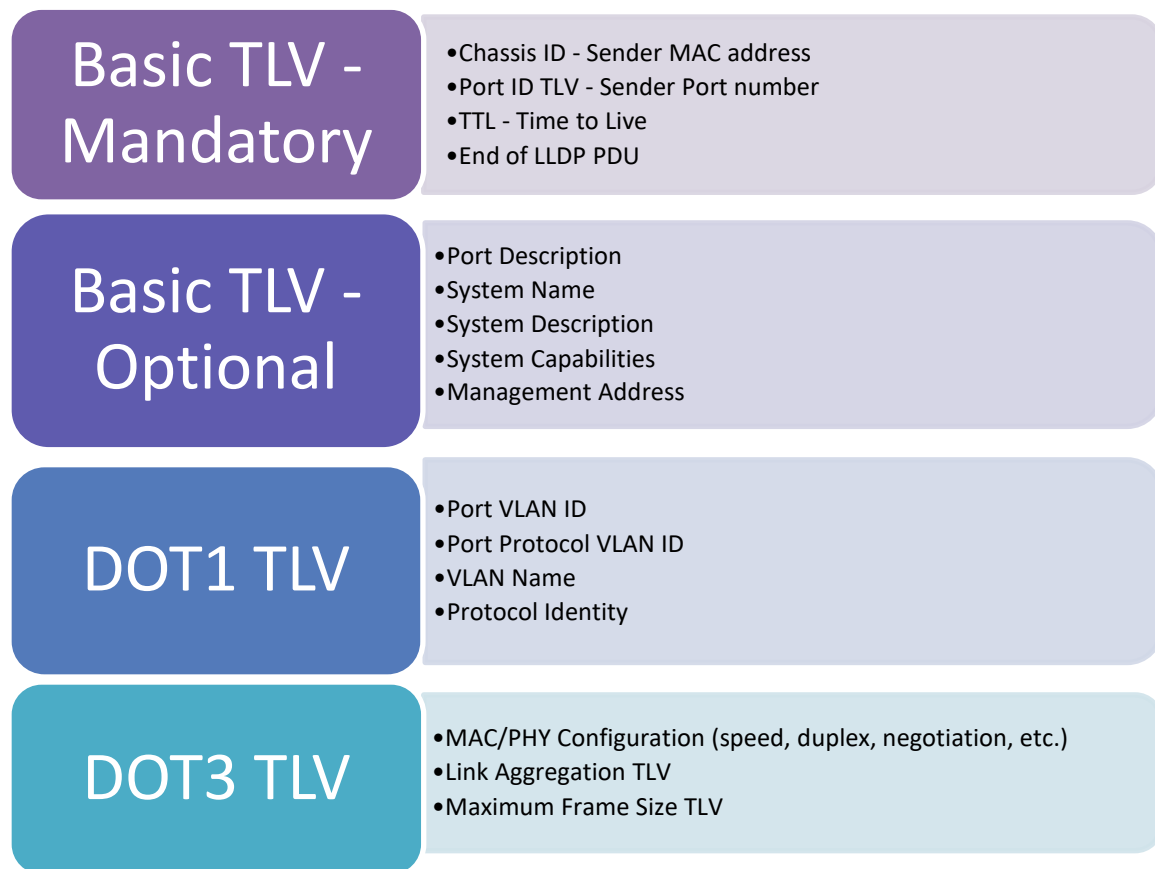 Basic TLV -
Mandatory
•Chassis ID - Sender MAC address
•Port ID TLV - Sender Port number
•TTL - Time to Live
•End of LLDP PDU
Basic TLV -
Optional
•Port Description
•System Name
•System Description
•System Capabilities
•Management Address
DOT1 TLV
•Port VLAN ID
•Port Protocol VLAN ID
•VLAN Name
•Protocol Identity
DOT3 TLV
•MAC/PHY Configuration (speed, duplex, negotiation, etc.)
•Link Aggregation TLV
•Maximum Frame Size TLV